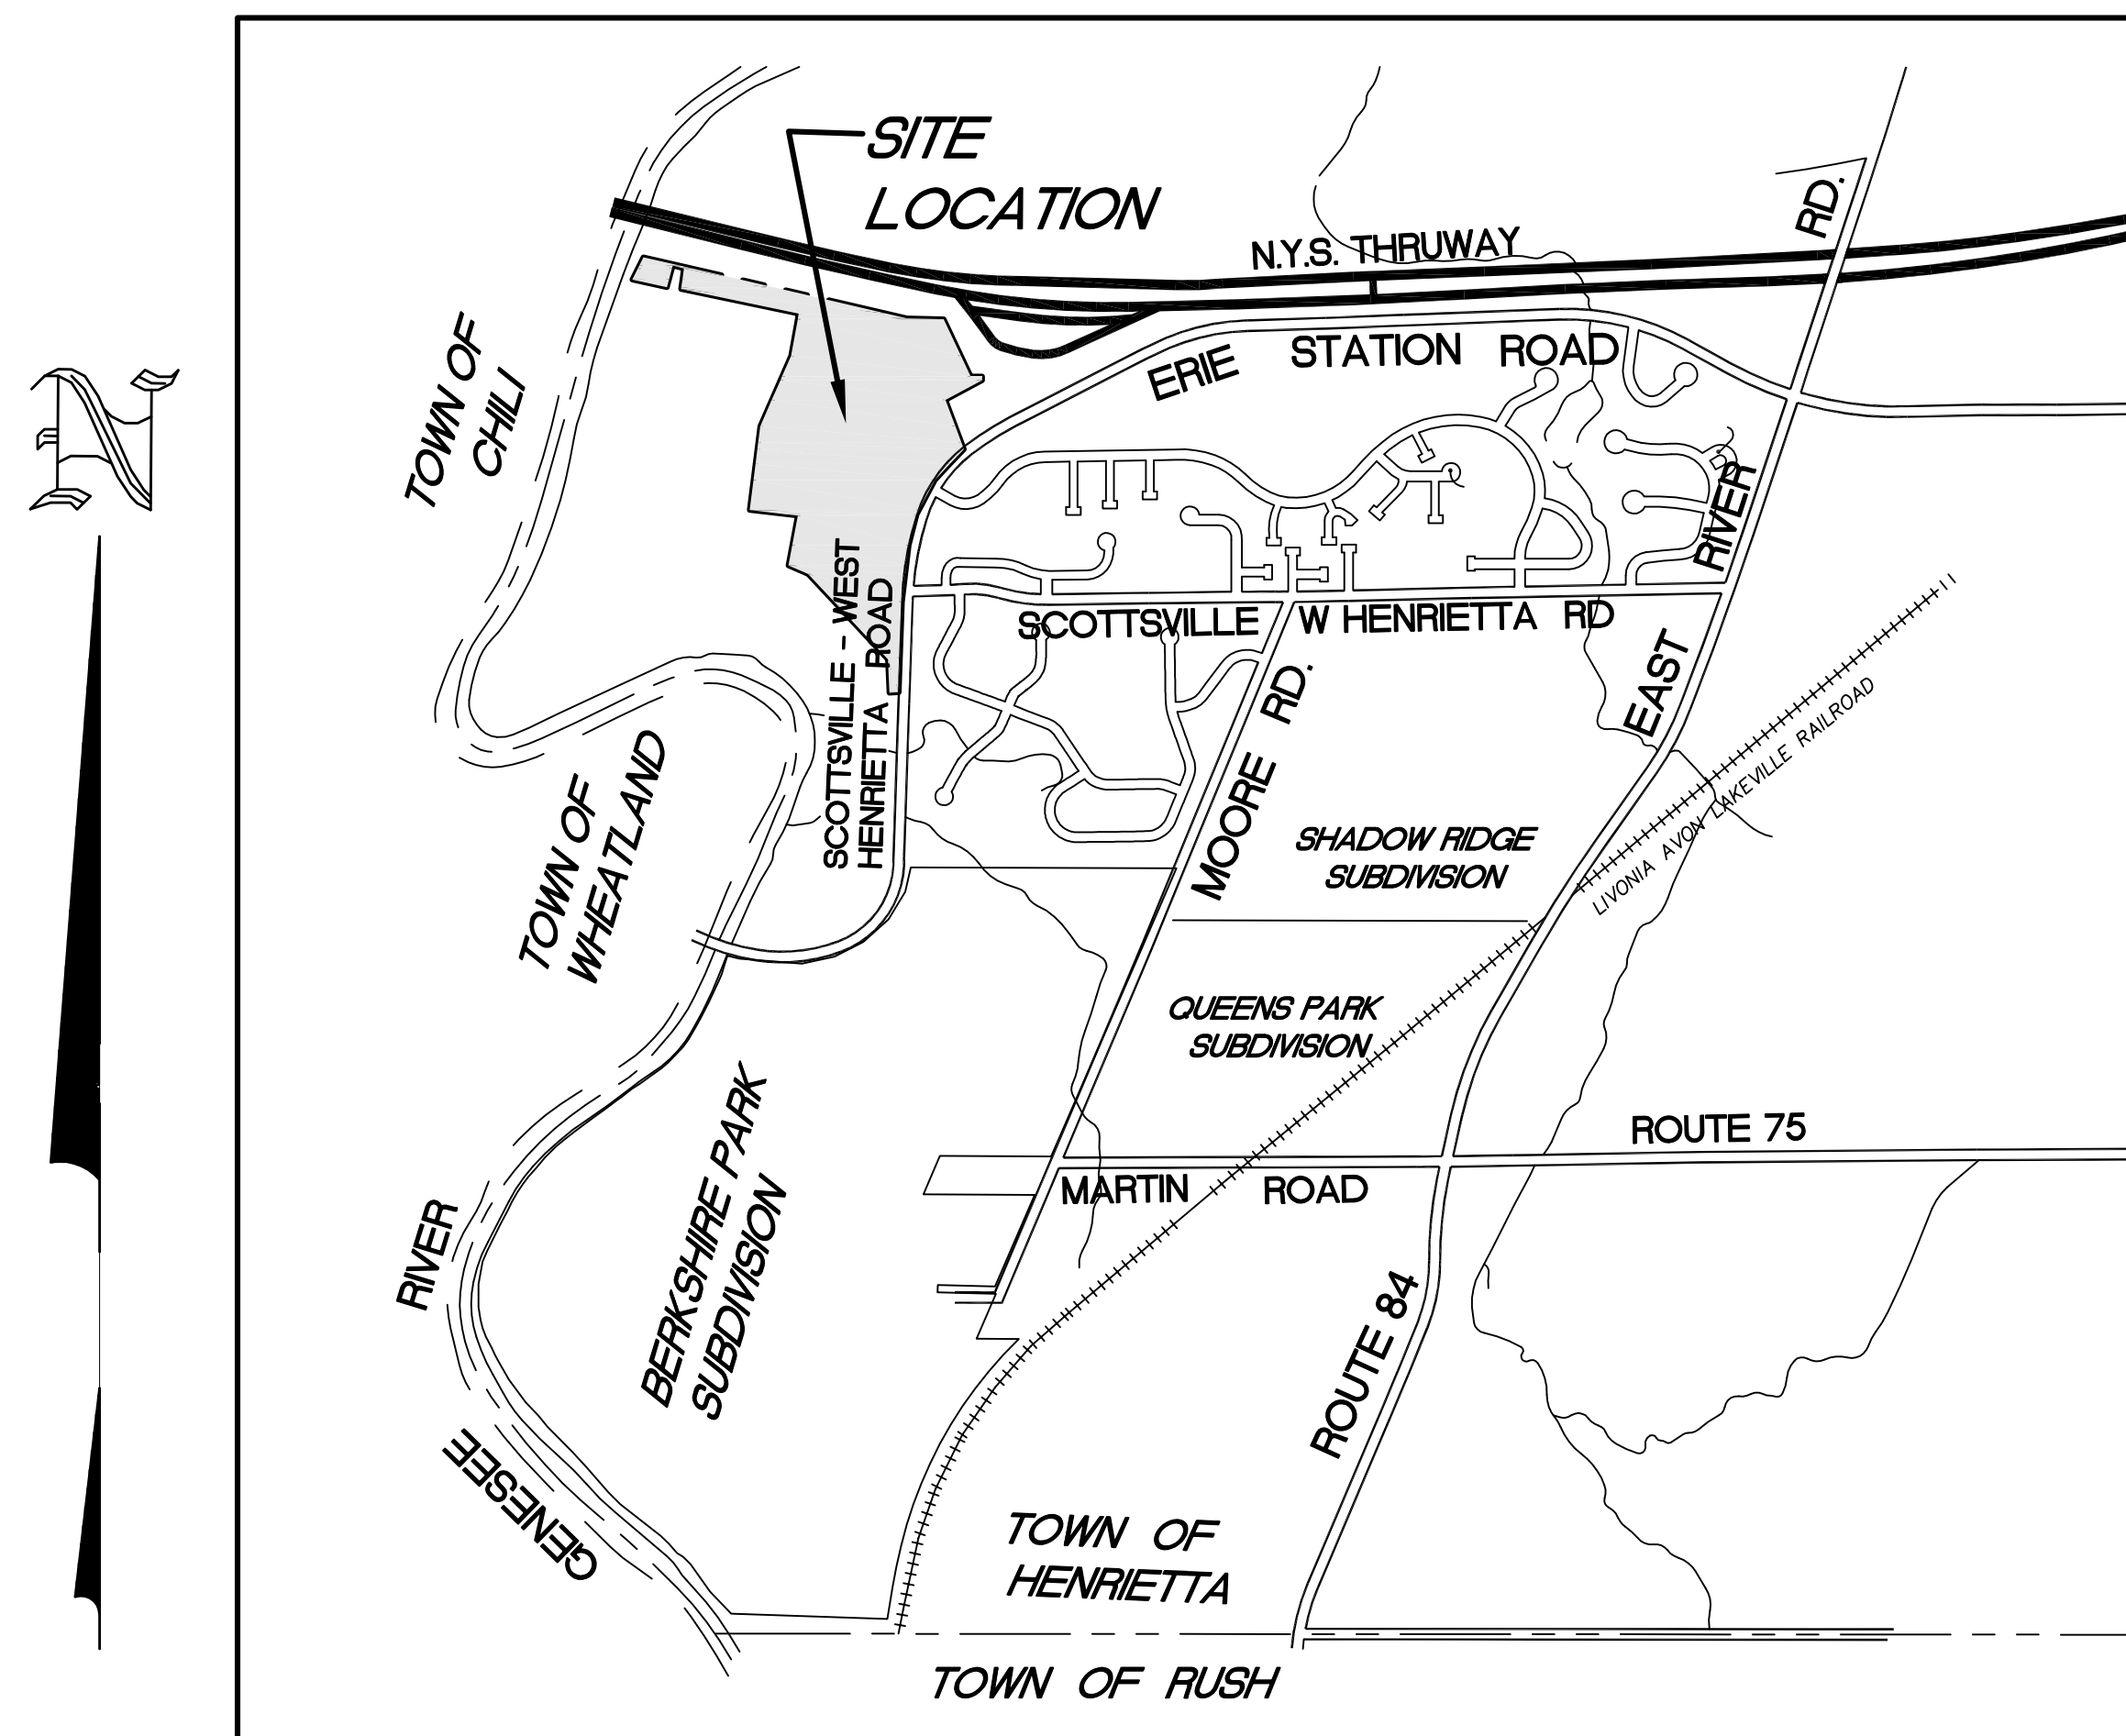 SITE
LOCATION
N.Y.S. THRUWAY
RD.
ERIE STATION ROAD
TOWN OF
CHILI
N
RIVER
SCOTTSVILLE - WEST
HENRIETTA ROAD
SCOTTSVILLE W HENRIETTA RD
EAST
MOORE RD.
LIVONIA AVON LAKEVILLE RAILROAD
TOWN OF
WHEATLAND
SHADOW RIDGE
SUBDIVISION
QUEENS PARK
SUBDIVISION
ROUTE 75
MARTIN ROAD
BERKSHIRE PARK
SUBDIVISION
RIVER
ROUTE 84
GENESEE
TOWN OF
HENRIETTA
TOWN OF RUSH